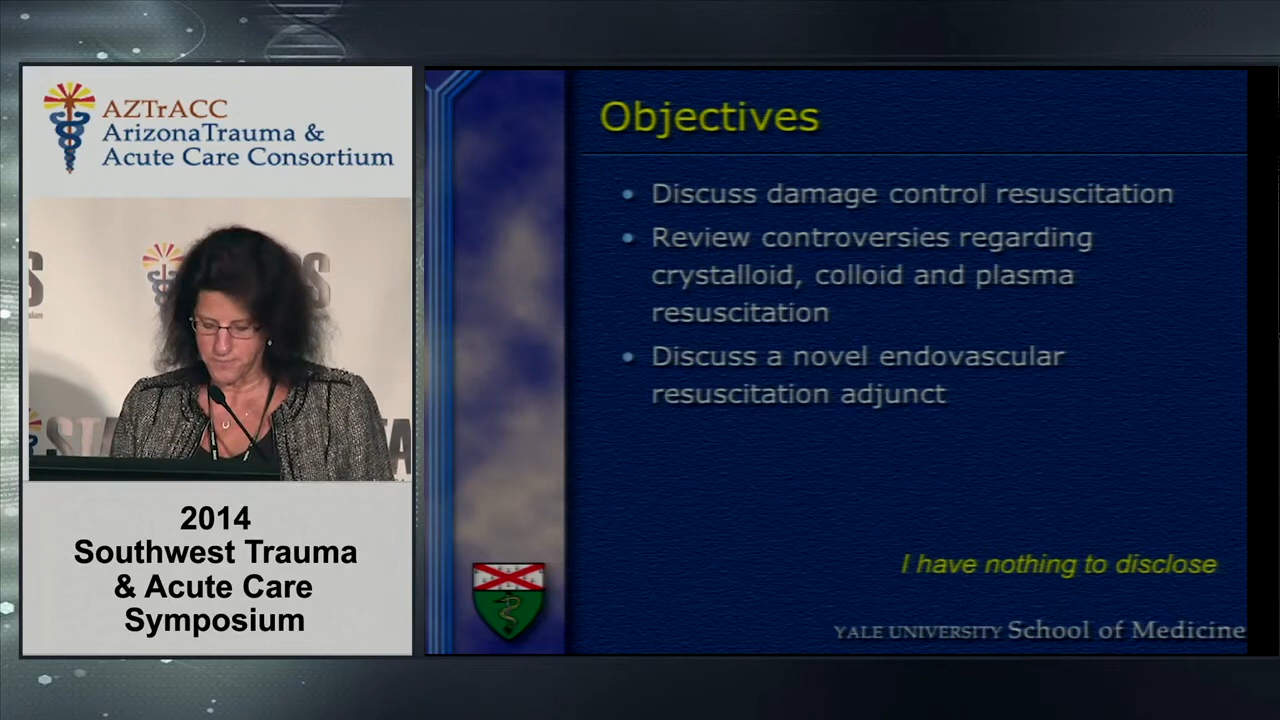 AZTrACC
ArizonaTrauma &
Acute Care Consortium
2014
Southwest Trauma
& Acute Care
Symposium
Objectives
• Discuss damage control resuscitation
• Review controversies regarding
crystalloid, colloid and plasma
resuscitation
• Discuss a novel endovascular
resuscitation adjunct
I have nothing to disclose
YALE UNIVERSITY School of Medicine